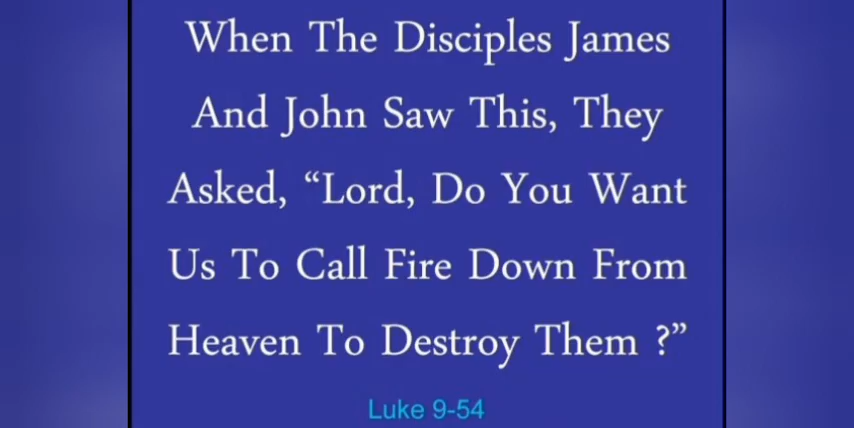 When The Disciples James
And John Saw This, They
Asked, “Lord, Do You Want
Us To Call Fire Down From
Heaven To Destroy Them ?”
Luke 9-54